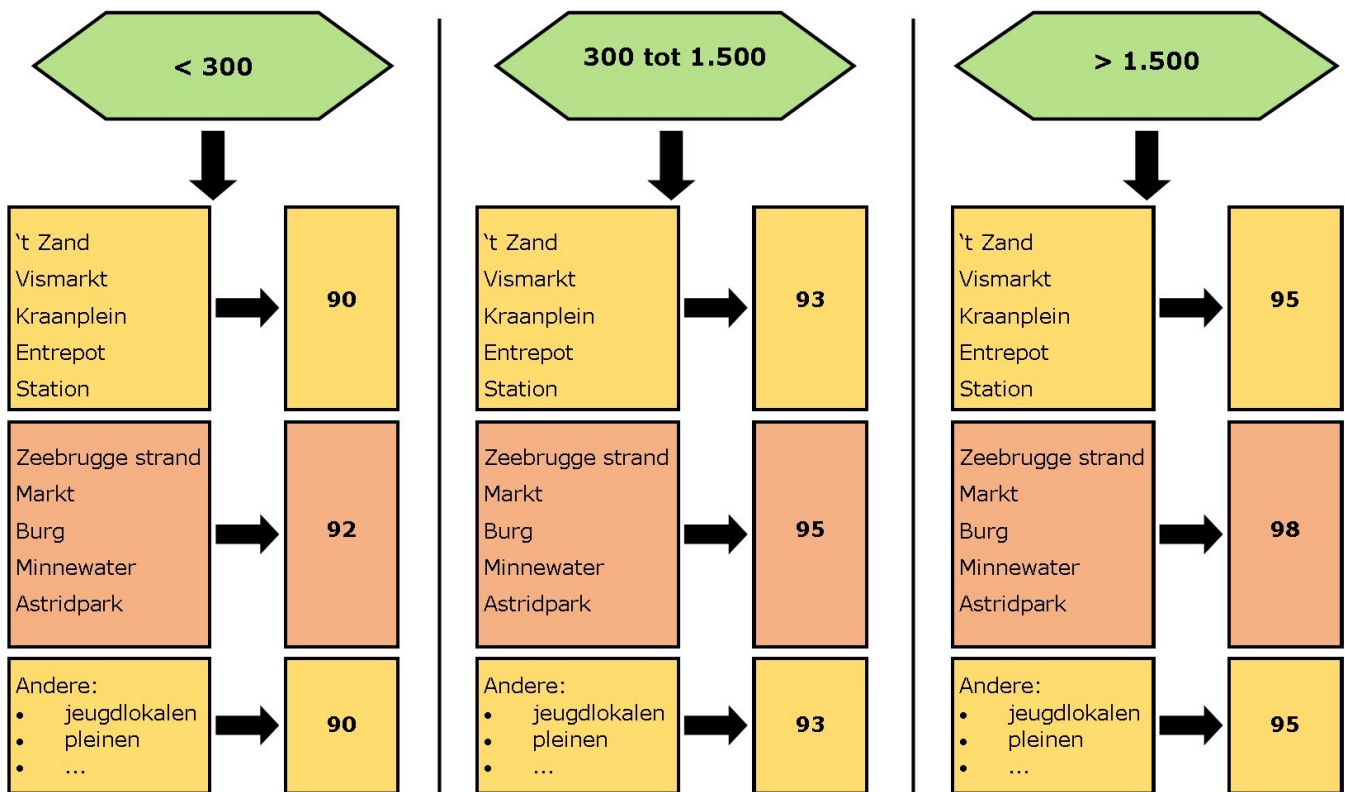 < 300
't Zand
Vismarkt
Kraanplein
Entrepot
Station
90
Zeebrugge strand
Markt
Burg
Minnewater
Astridpark
92
Andere:
• jeugdlokalen
• pleinen
• ...
90
300 tot 1.500
't Zand
Vismarkt
Kraanplein
Entrepot
Station
93
Zeebrugge strand
Markt
Burg
Minnewater
Astridpark
95
Andere:
• jeugdlokalen
• pleinen
• ...
93
> 1.500
't Zand
Vismarkt
Kraanplein
Entrepot
Station
95
Zeebrugge strand
Markt
Burg
Minnewater
Astridpark
98
Andere:
• jeugdlokalen
• pleinen
• ...
95